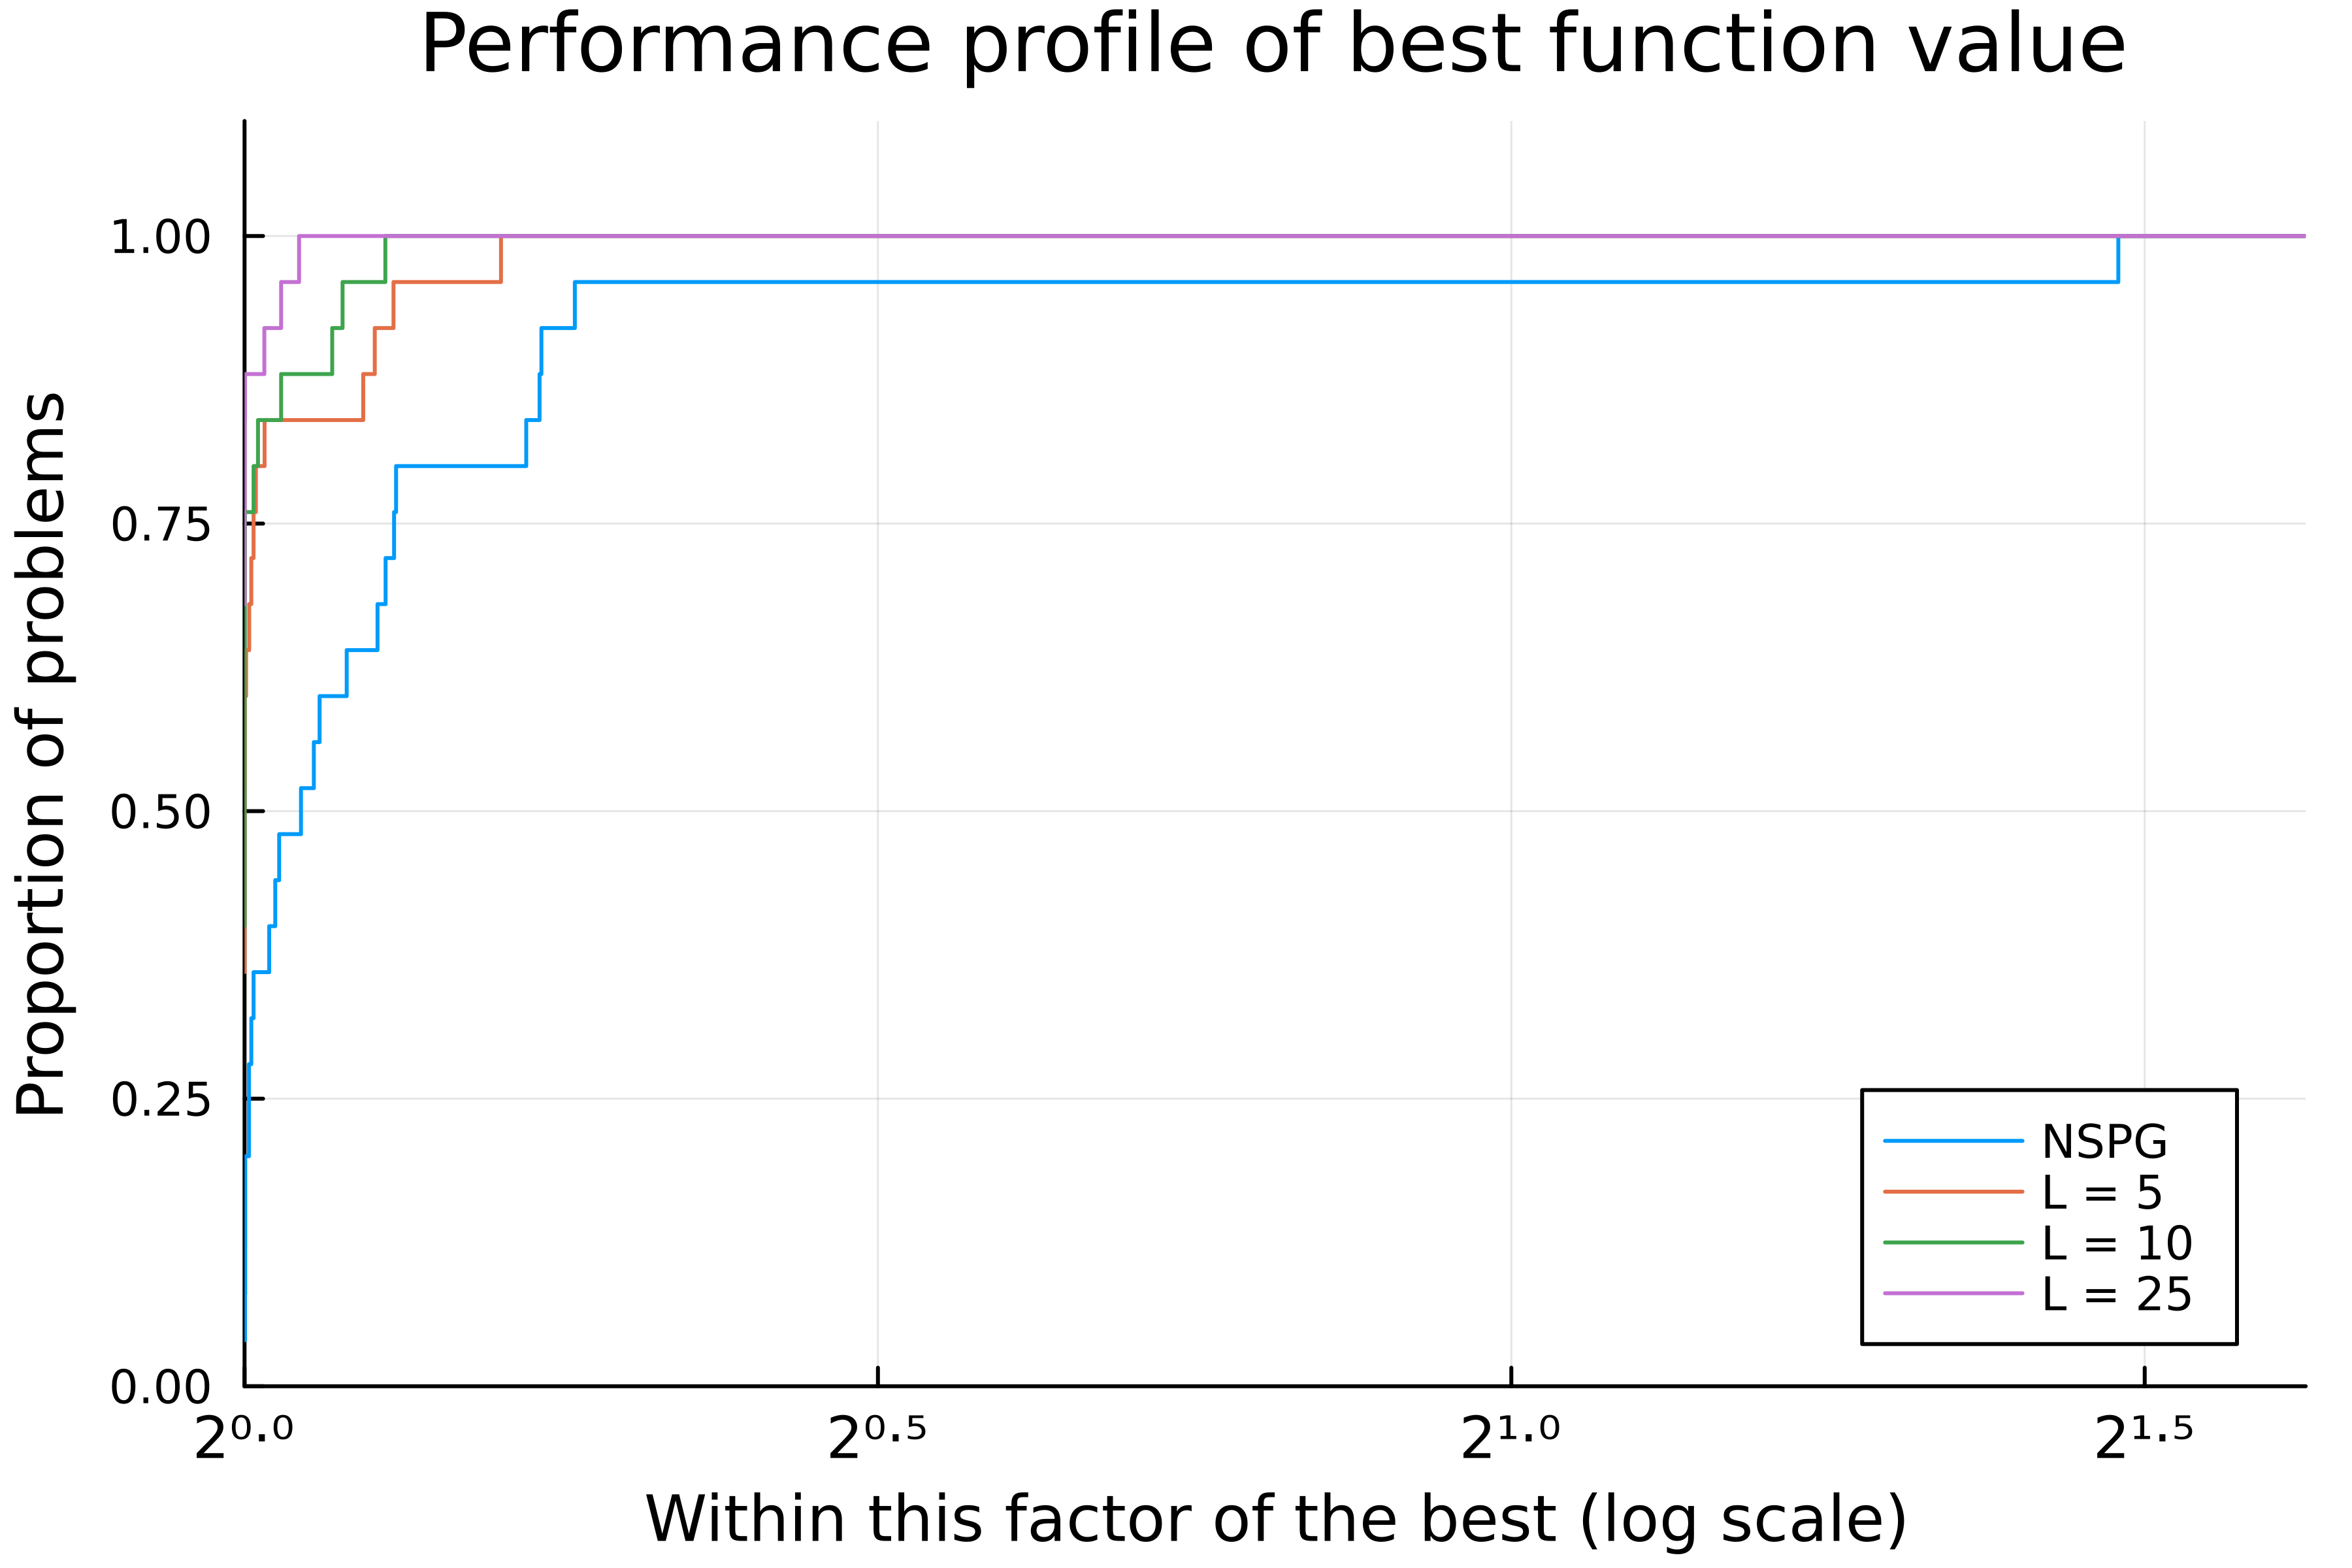 Performance profile of best function value
Proportion of problems
1.00
0.75
0.50
0.25
0.00
2⁰·⁰
2⁰·⁵
2¹·⁰
2¹·⁵
Within this factor of the best (log scale)
NSPG
L = 5
L = 10
L = 25